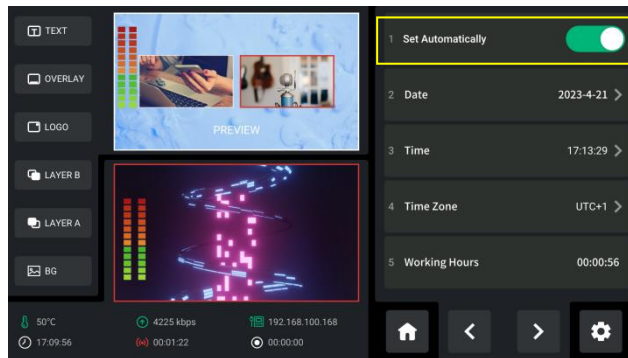 TEXT
OVERLAY
LOGO
LAYER B
LAYER A
BG
PREVIEW
50°C
4225 kbps
192.168.100.168
17:09:56
00:01:22
00:00:00
1 Set Automatically
2 Date 2023-4-21
3 Time 17:13:29
4 Time Zone UTC+1
5 Working Hours 00:00:56